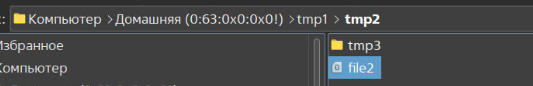 : Компьютер >Домашняя (0:63:0x0:0x0!) >tmp1 > tmp2
Избранное
tmp3
Компьютер
file2